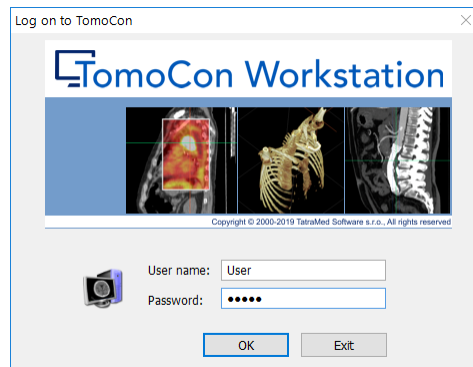 Log on to TomoCon
TomoCon Workstation
Copyright © 2000-2019 TatraMed Software s.r.o., All rights reserved
User name: User
Password: ●●●●●
OK Exit